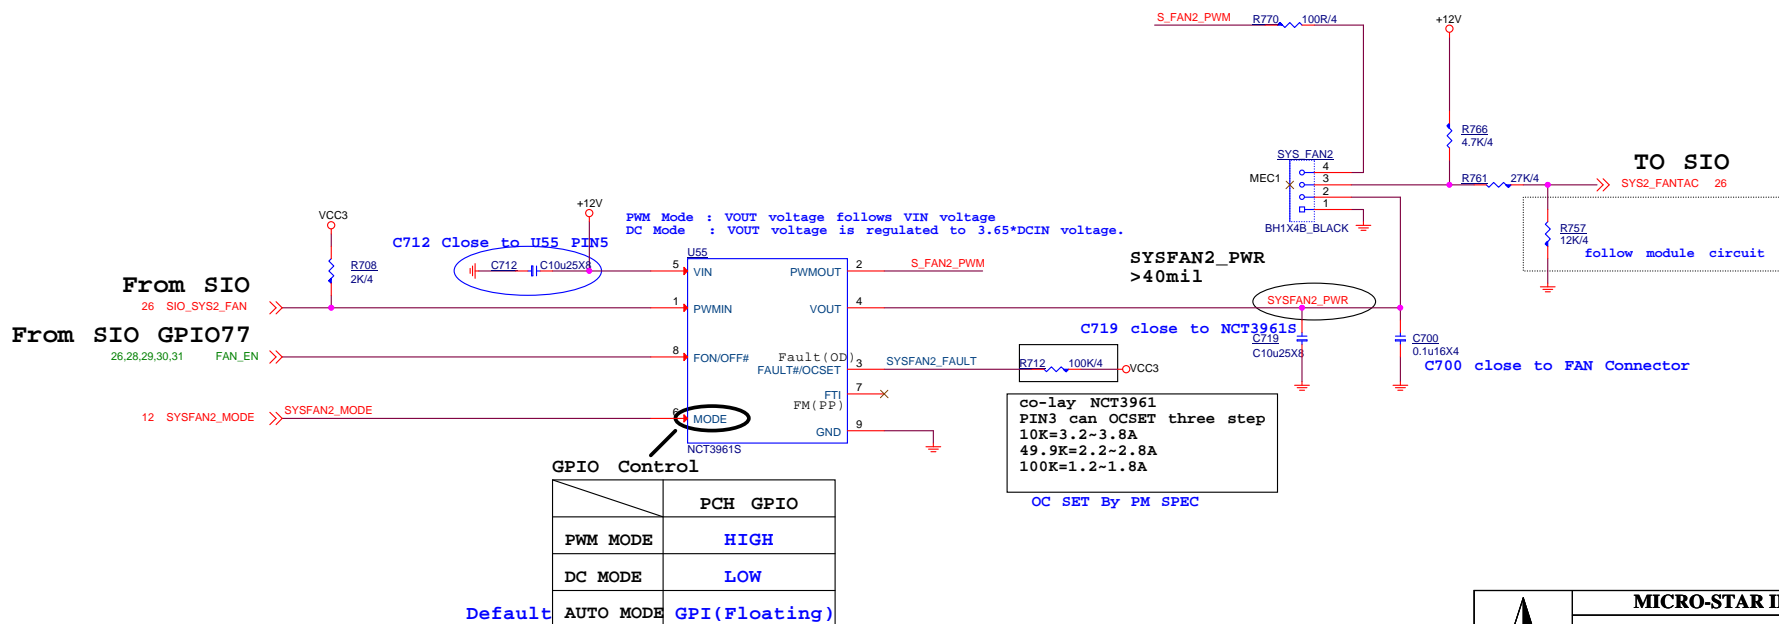 S_FAN2_PWM
R770
100R/4
+12V
R766
4.7K/4
SYS_FAN2
4
3
2
1
MEC1
BH1X4B_BLACK
R761
27K/4
TO SIO
SYS2_FANTAC 26
R757
12K/4
follow module circuit
VCC3
+12V
PWM Mode : VOUT voltage follows VIN voltage
DC Mode : VOUT voltage is regulated to 3.65*DCIN voltage.
C712 Close to U55 PIN5
C712
C10u25X8
R708
2K/4
U55
5
VIN
PWMOUT
2
S_FAN2_PWM
SYSFAN2_PWR
>40mil
From SIO
26 SIO_SYS2_FAN
1
PWMIN
VOUT
4
SYSFAN2_PWR
From SIO GPIO77
26,28,29,30,31 FAN_EN
8
FON/OFF#
Fault(OD)
FAULT#/OCSET
3
SYSFAN2_FAULT
R712
100K/4
VCC3
C719 close to NCT3961S
C719
C10u25X8
C700
0.1u16X4
C700 close to FAN Connector
FTI
7
FM(PP)
12 SYSFAN2_MODE
SYSFAN2_MODE
6
MODE
GND
9
NCT3961S
co-lay NCT3961
PIN3 can OCSET three step
10K=3.2~3.8A
49.9K=2.2~2.8A
100K=1.2~1.8A
OC SET By PM SPEC
GPIO Control
PCH GPIO
PWM MODE HIGH
DC MODE LOW
Default AUTO MODE GPI(Floating)
MICRO-STAR I